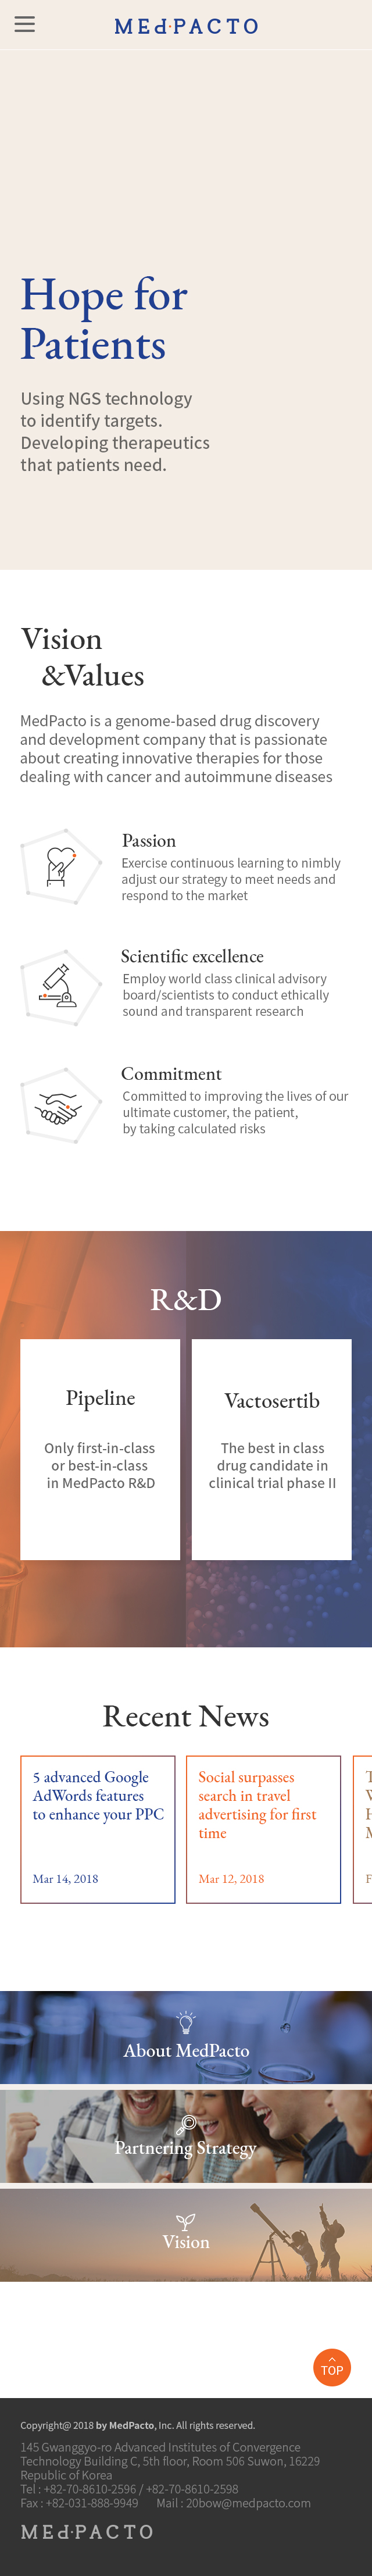 MEdPACTO
Hope for
Patients
Using NGS technology
to identify targets.
Developing therapeutics
that patients need.
Vision
&Values
MedPacto is a genome-based drug discovery
and development company that is passionate
about creating innovative therapies for those
dealing with cancer and autoimmune diseases
Passion
Exercise continuous learning to nimbly
adjust our strategy to meet needs and
respond to the market
Scientific excellence
Employ world class clinical advisory
board/scientists to conduct ethically
sound and transparent research
Commitment
Committed to improving the lives of our
ultimate customer, the patient,
by taking calculated risks
R&D
Pipeline
Only first-in-class
or best-in-class
in MedPacto R&D
Vactosertib
The best in class
drug candidate in
clinical trial phase II
Recent News
5 advanced Google
AdWords features
to enhance your PPC
Mar 14, 2018
Social surpasses
search in travel
advertising for first
time
Mar 12, 2018
About MedPacto
Partnering Strategy
Vision
TOP
Copyright@ 2018 by MedPacto, Inc. All rights reserved.
145 Gwanggyo-ro Advanced Institutes of Convergence
Technology Building C, 5th floor, Room 506 Suwon, 16229
Republic of Korea
Tel : +82-70-8610-2596 / +82-70-8610-2598
Fax : +82-031-888-9949 Mail : 20bow@medpacto.com
MEdPACTO